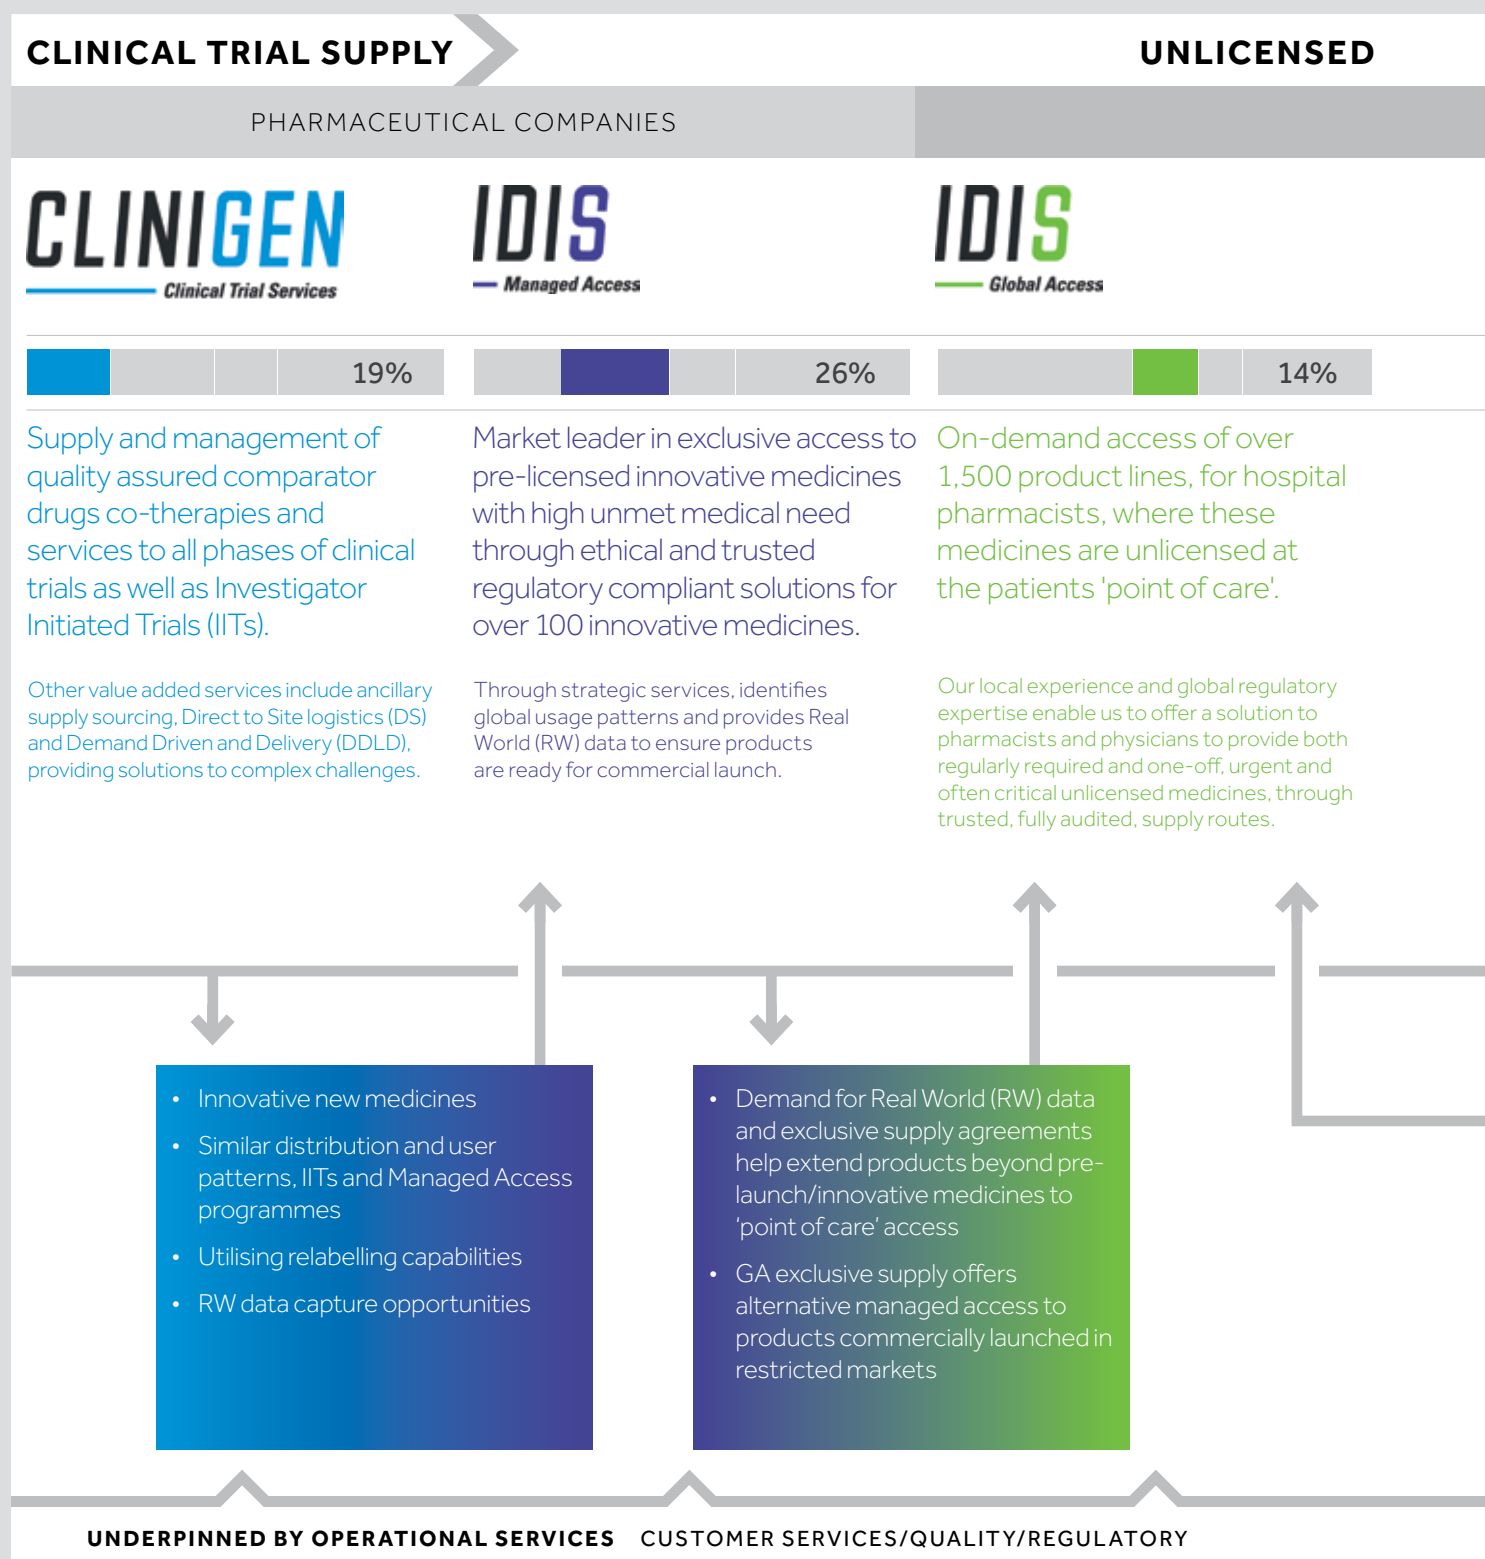 CLINICAL TRIAL SUPPLY
UNLICENSED
PHARMACEUTICAL COMPANIES
CLINIGEN
Clinical Trial Services
IDIS
Managed Access
IDIS
Global Access
19%
26%
14%
Supply and management of
quality assured comparator
drugs co-therapies and
services to all phases of clinical
trials as well as Investigator
Initiated Trials (IITs).
Other value added services include ancillary
supply sourcing, Direct to Site logistics (DS)
and Demand Driven and Delivery (DDLD),
providing solutions to complex challenges.
Market leader in exclusive access to
pre-licensed innovative medicines
with high unmet medical need
through ethical and trusted
regulatory compliant solutions for
over 100 innovative medicines.
Through strategic services, identifies
global usage patterns and provides Real
World (RW) data to ensure products
are ready for commercial launch.
On-demand access of over
1,500 product lines, for hospital
pharmacists, where these
medicines are unlicensed at
the patients 'point of care'.
Our local experience and global regulatory
expertise enable us to offer a solution to
pharmacists and physicians to provide both
regularly required and one-off, urgent and
often critical unlicensed medicines, through
trusted, fully audited, supply routes.
• Innovative new medicines
• Similar distribution and user
patterns, IITs and Managed Access
programmes
• Utilising relabelling capabilities
• RW data capture opportunities
• Demand for Real World (RW) data
and exclusive supply agreements
help extend products beyond pre-
launch/innovative medicines to
'point of care' access
• GA exclusive supply offers
alternative managed access to
products commercially launched in
restricted markets
UNDERPINNED BY OPERATIONAL SERVICES CUSTOMER SERVICES/QUALITY/REGULATORY